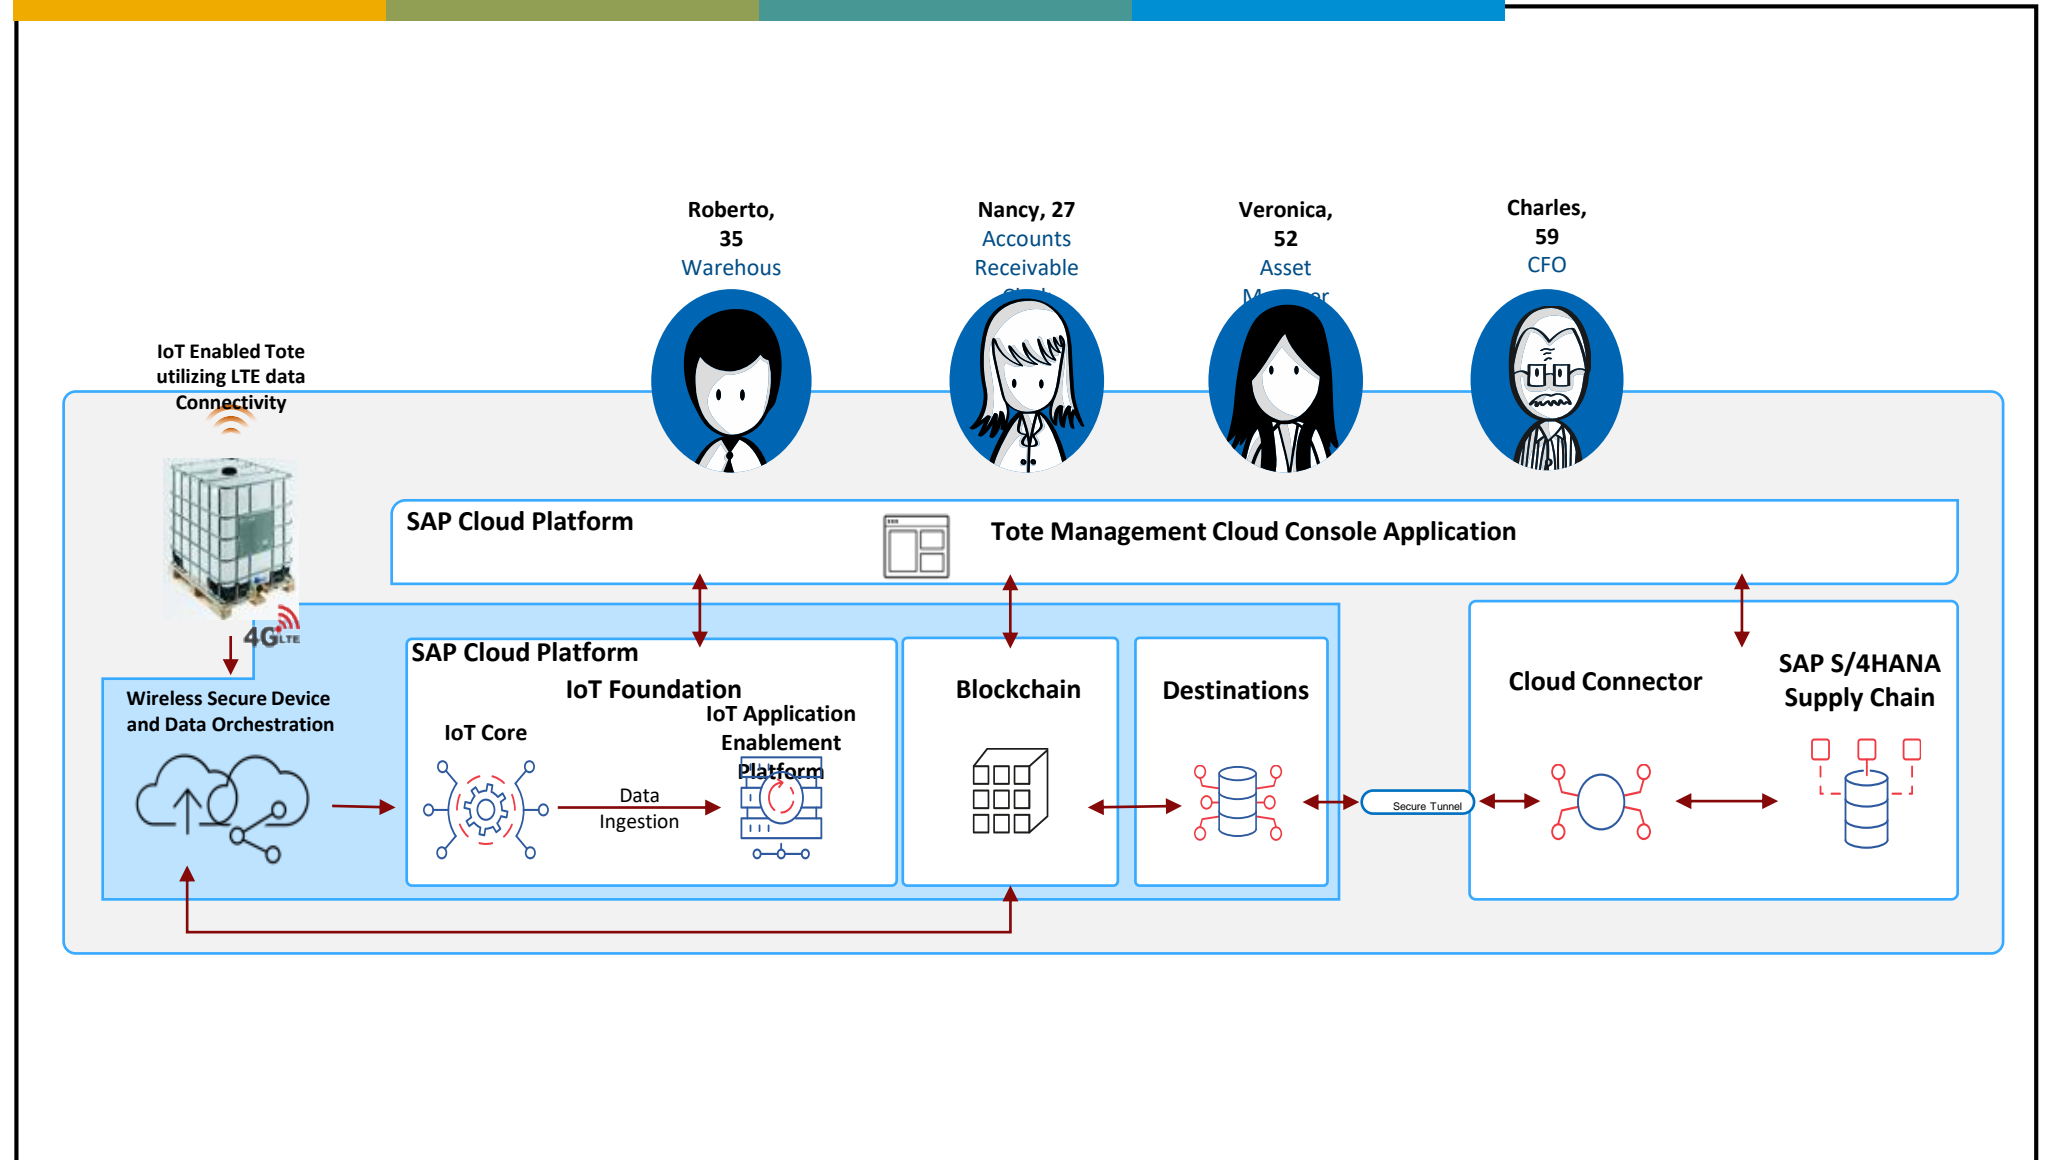 Roberto,
35
Warehous
Nancy, 27
Accounts
Receivable
Veronica,
52
Asset
Charles,
59
CFO
IoT Enabled Tote
utilizing LTE data
Connectivity
4G LTE
SAP Cloud Platform
Tote Management Cloud Console Application
Wireless Secure Device
and Data Orchestration
SAP Cloud Platform
IoT Foundation
IoT Core
Data
Ingestion
IoT Application
Enablement
Platform
Blockchain
Destinations
Secure Tunnel
Cloud Connector
SAP S/4HANA
Supply Chain